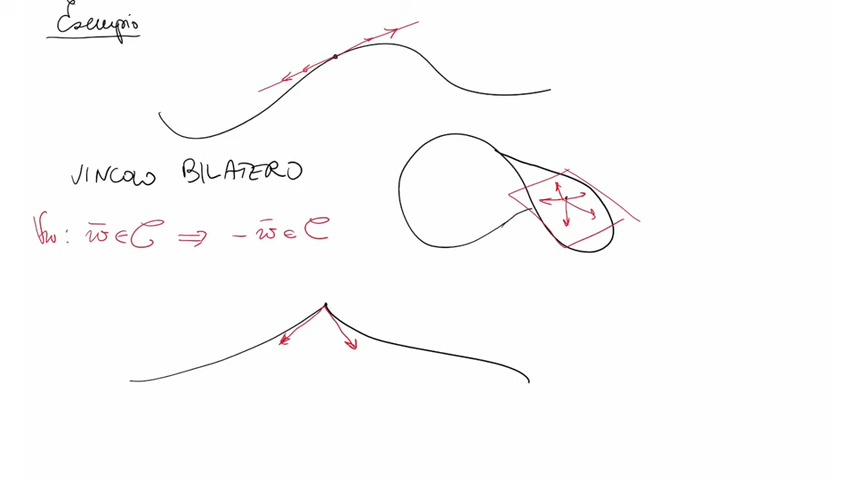 Esempio
VINCOLO BILATERO
: w̄ ∈ C ⇒ - w̄ ∈ C